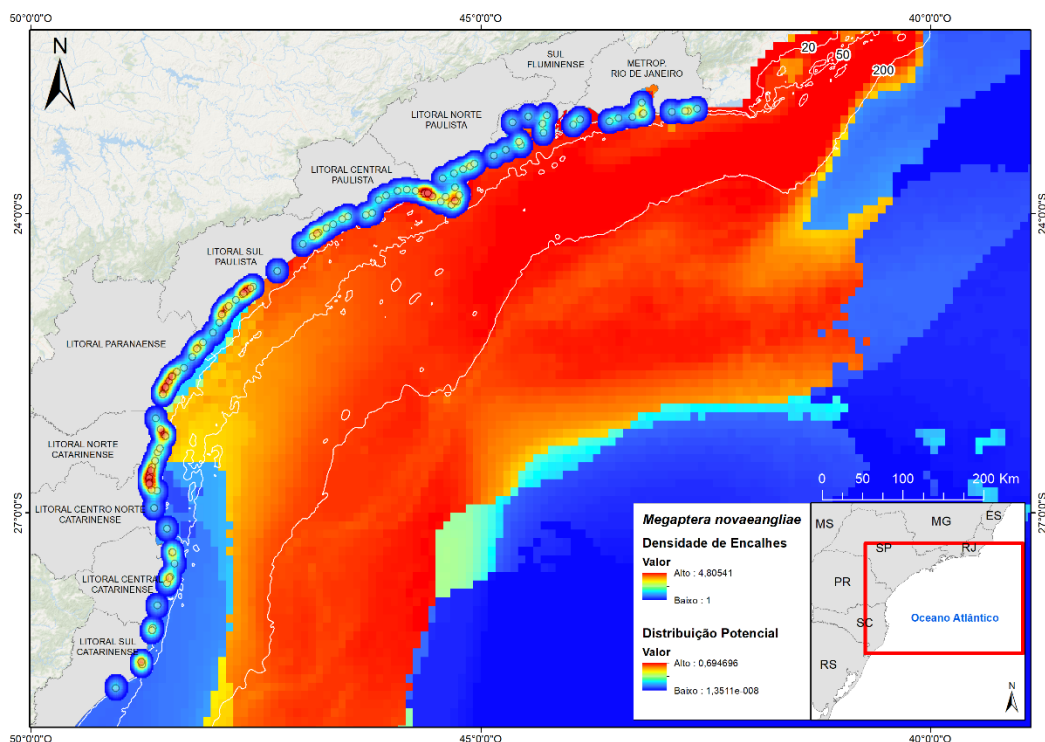 50°0'0"O
45°0'0"O
40°0'0"O
N
SUL
FLUMINENSE
METROP.
RIO DE JANEIRO
20
50
200
LITORAL NORTE
PAULISTA
LITORAL CENTRAL
PAULISTA
24°0'0"S
24°0'0"S
LITORAL SUL
PAULISTA
LITORAL PARANAENSE
LITORAL NORTE
CATARINENSE
0 50 100 200 Km
27°0'0"S
27°0'0"S
LITORAL CENTRO NORTE
CATARINENSE
LITORAL CENTRAL
CATARINENSE
LITORAL SUL
CATARINENSE
Megaptera novaeangliae
Densidade de Encalhes
Valor
Alto : 4,80541
Baixo : 1
Distribuição Potencial
Valor
Alto : 0,694696
Baixo : 1,3511e-008
MS
MG
ES
SP
RJ
PR
SC
Oceano Atlântico
RS
N
50°0'0"O
45°0'0"O
40°0'0"O